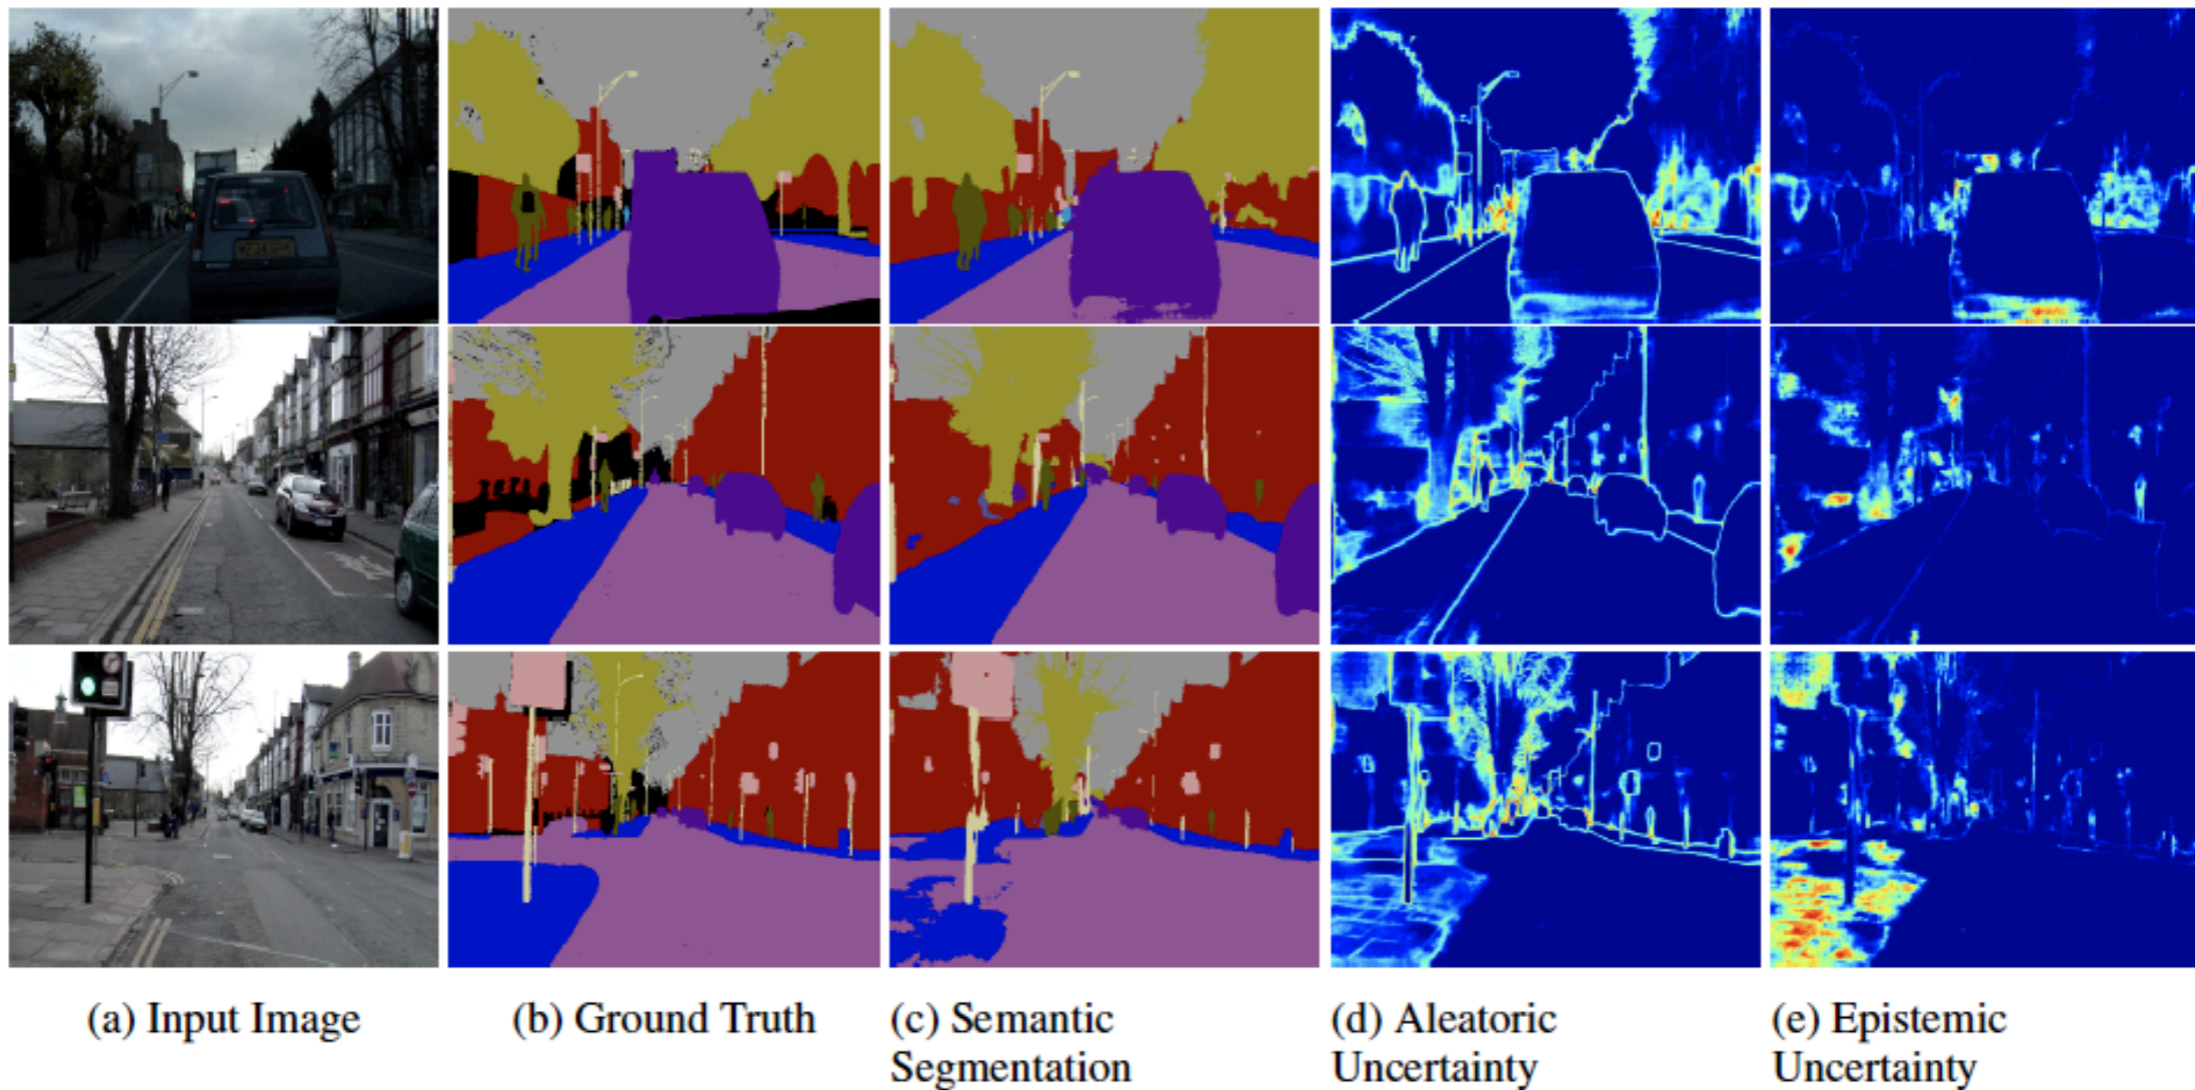 (a) Input Image
(b) Ground Truth
(c) Semantic
Segmentation
(d) Aleatoric
Uncertainty
(e) Epistemic
Uncertainty